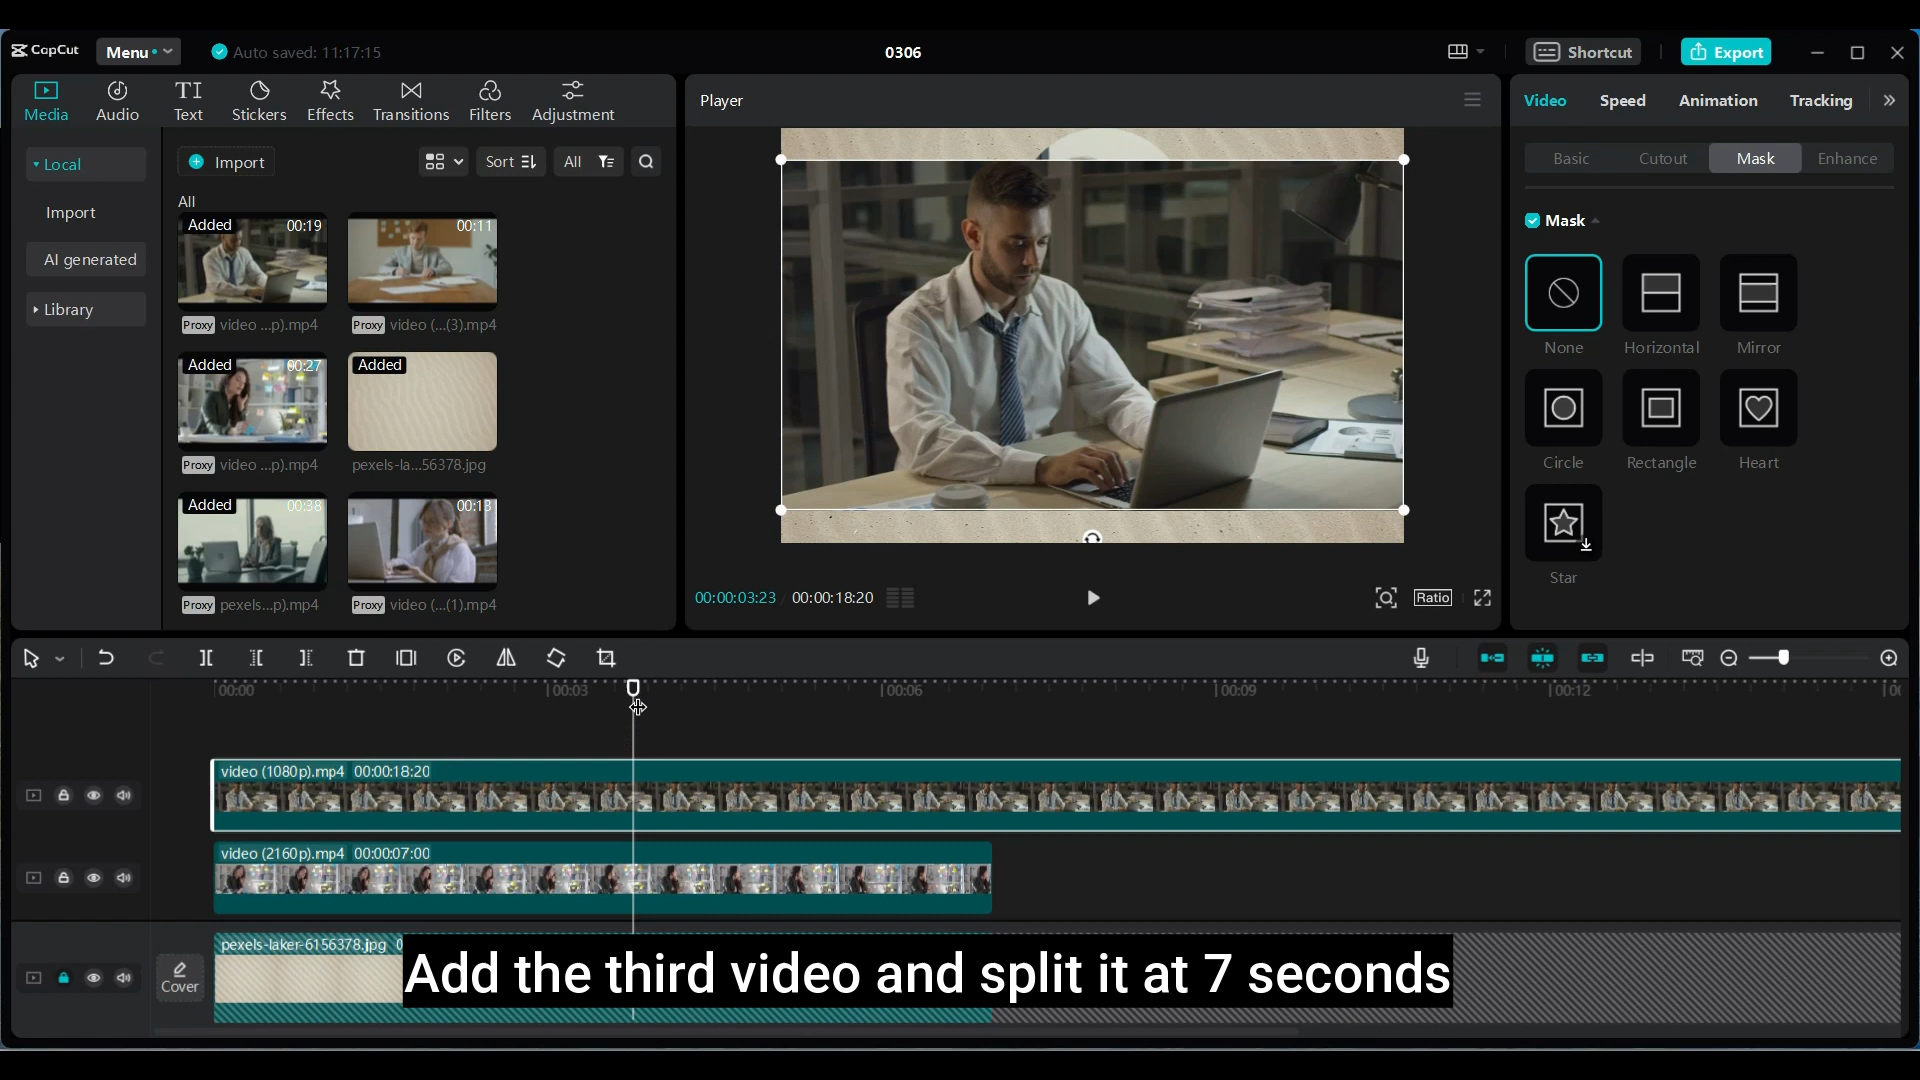 CapCut
Menu
Auto saved: 11:17:15
0306
Shortcut
Export
Media
Audio
Text
Stickers
Effects
Transitions
Filters
Adjustment
Player
Video
Speed
Animation
Tracking
Local
Import
AI generated
Library
Import
Sort
All
All
Added 00:19
00:11
Proxy video ...p).mp4
Proxy video (...(3).mp4
Added 00:27
Added
Proxy video ...p).mp4
pexels-la...56378.jpg
Added 00:38
00:13
Proxy pexels...p).mp4
Proxy video (...(1).mp4
00:00:03:23
00:00:18:20
Ratio
Basic
Cutout
Mask
Enhance
Mask
None
Horizontal
Mirror
Circle
Rectangle
Heart
Star
00:00
00:03
00:06
00:09
00:12
video (1080p).mp4 00:00:18:20
video (2160p).mp4 00:00:07:00
Cover
pexels-laker-6156378.jpg
Add the third video and split it at 7 seconds